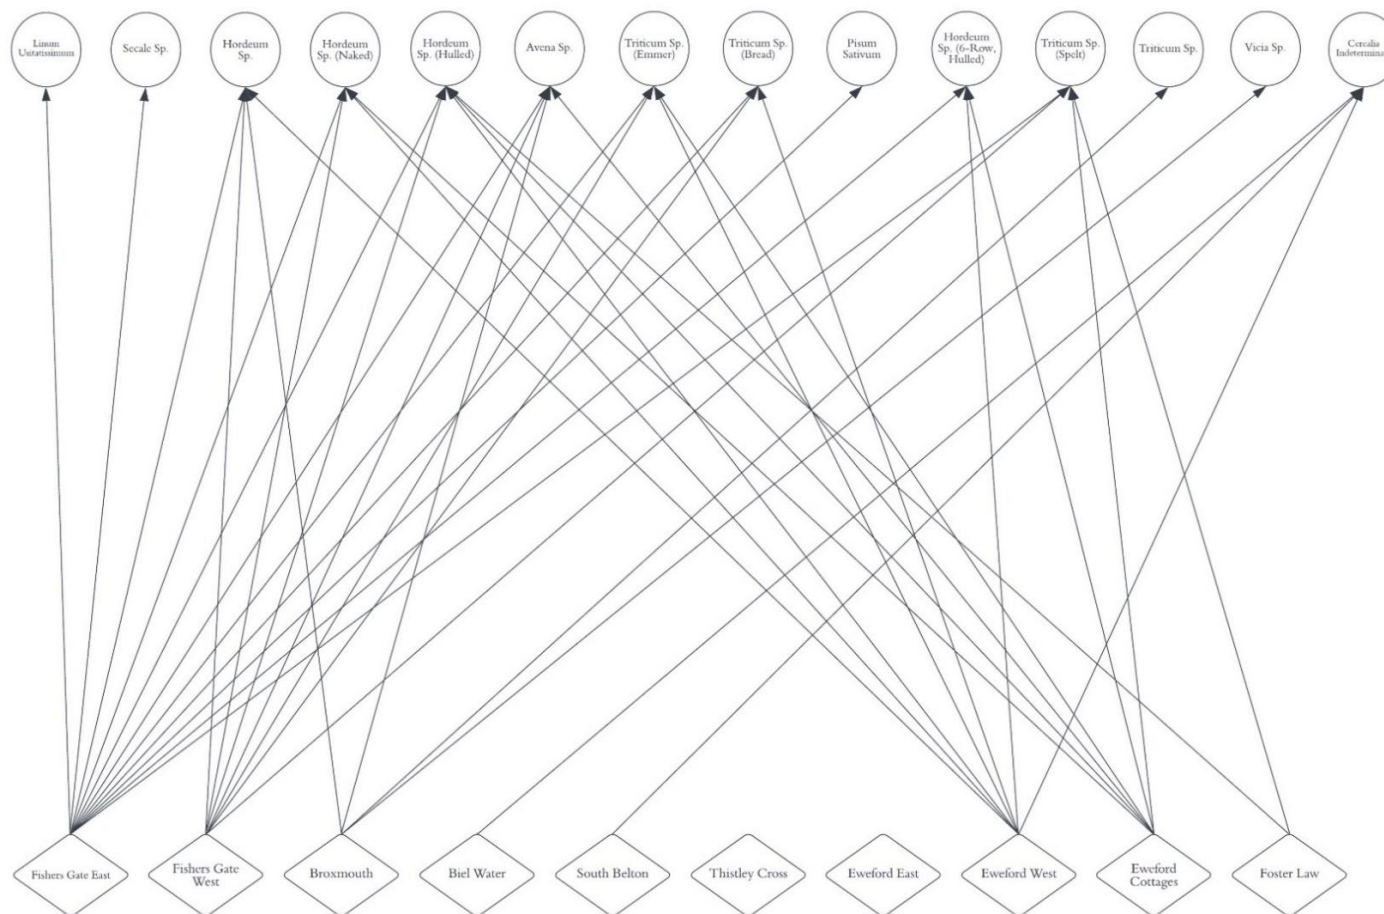 Linum
Usitatissimum
Secale Sp.
Hordeum
Sp.
Hordeum
Sp. (Naked)
Hordeum
Sp. (Hulled)
Avena Sp.
Triticum Sp.
(Emmer)
Triticum Sp.
(Bread)
Pisum
Sativum
Hordeum
Sp. (6-Row,
Hulled)
Triticum Sp.
(Spelt)
Triticum Sp.
Vicia Sp.
Cerealia
Indetermina
Fishers Gate East
Fishers Gate
West
Broxmouth
Biel Water
South Belton
Thistley Cross
Eweford East
Eweford West
Eweford
Cottages
Foster Law